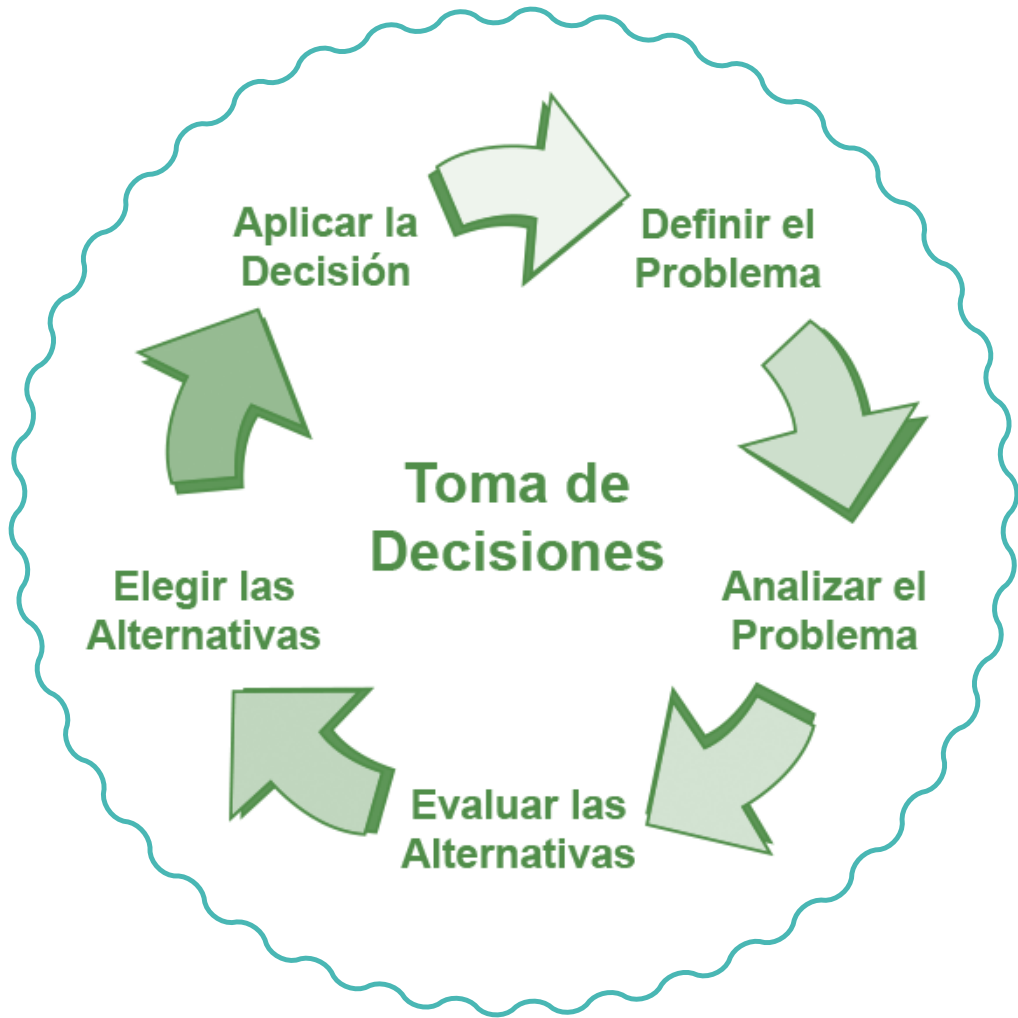 Aplicar la
Decisión
Definir el
Problema
Toma de
Decisiones
Elegir las
Alternativas
Analizar el
Problema
Evaluar las
Alternativas